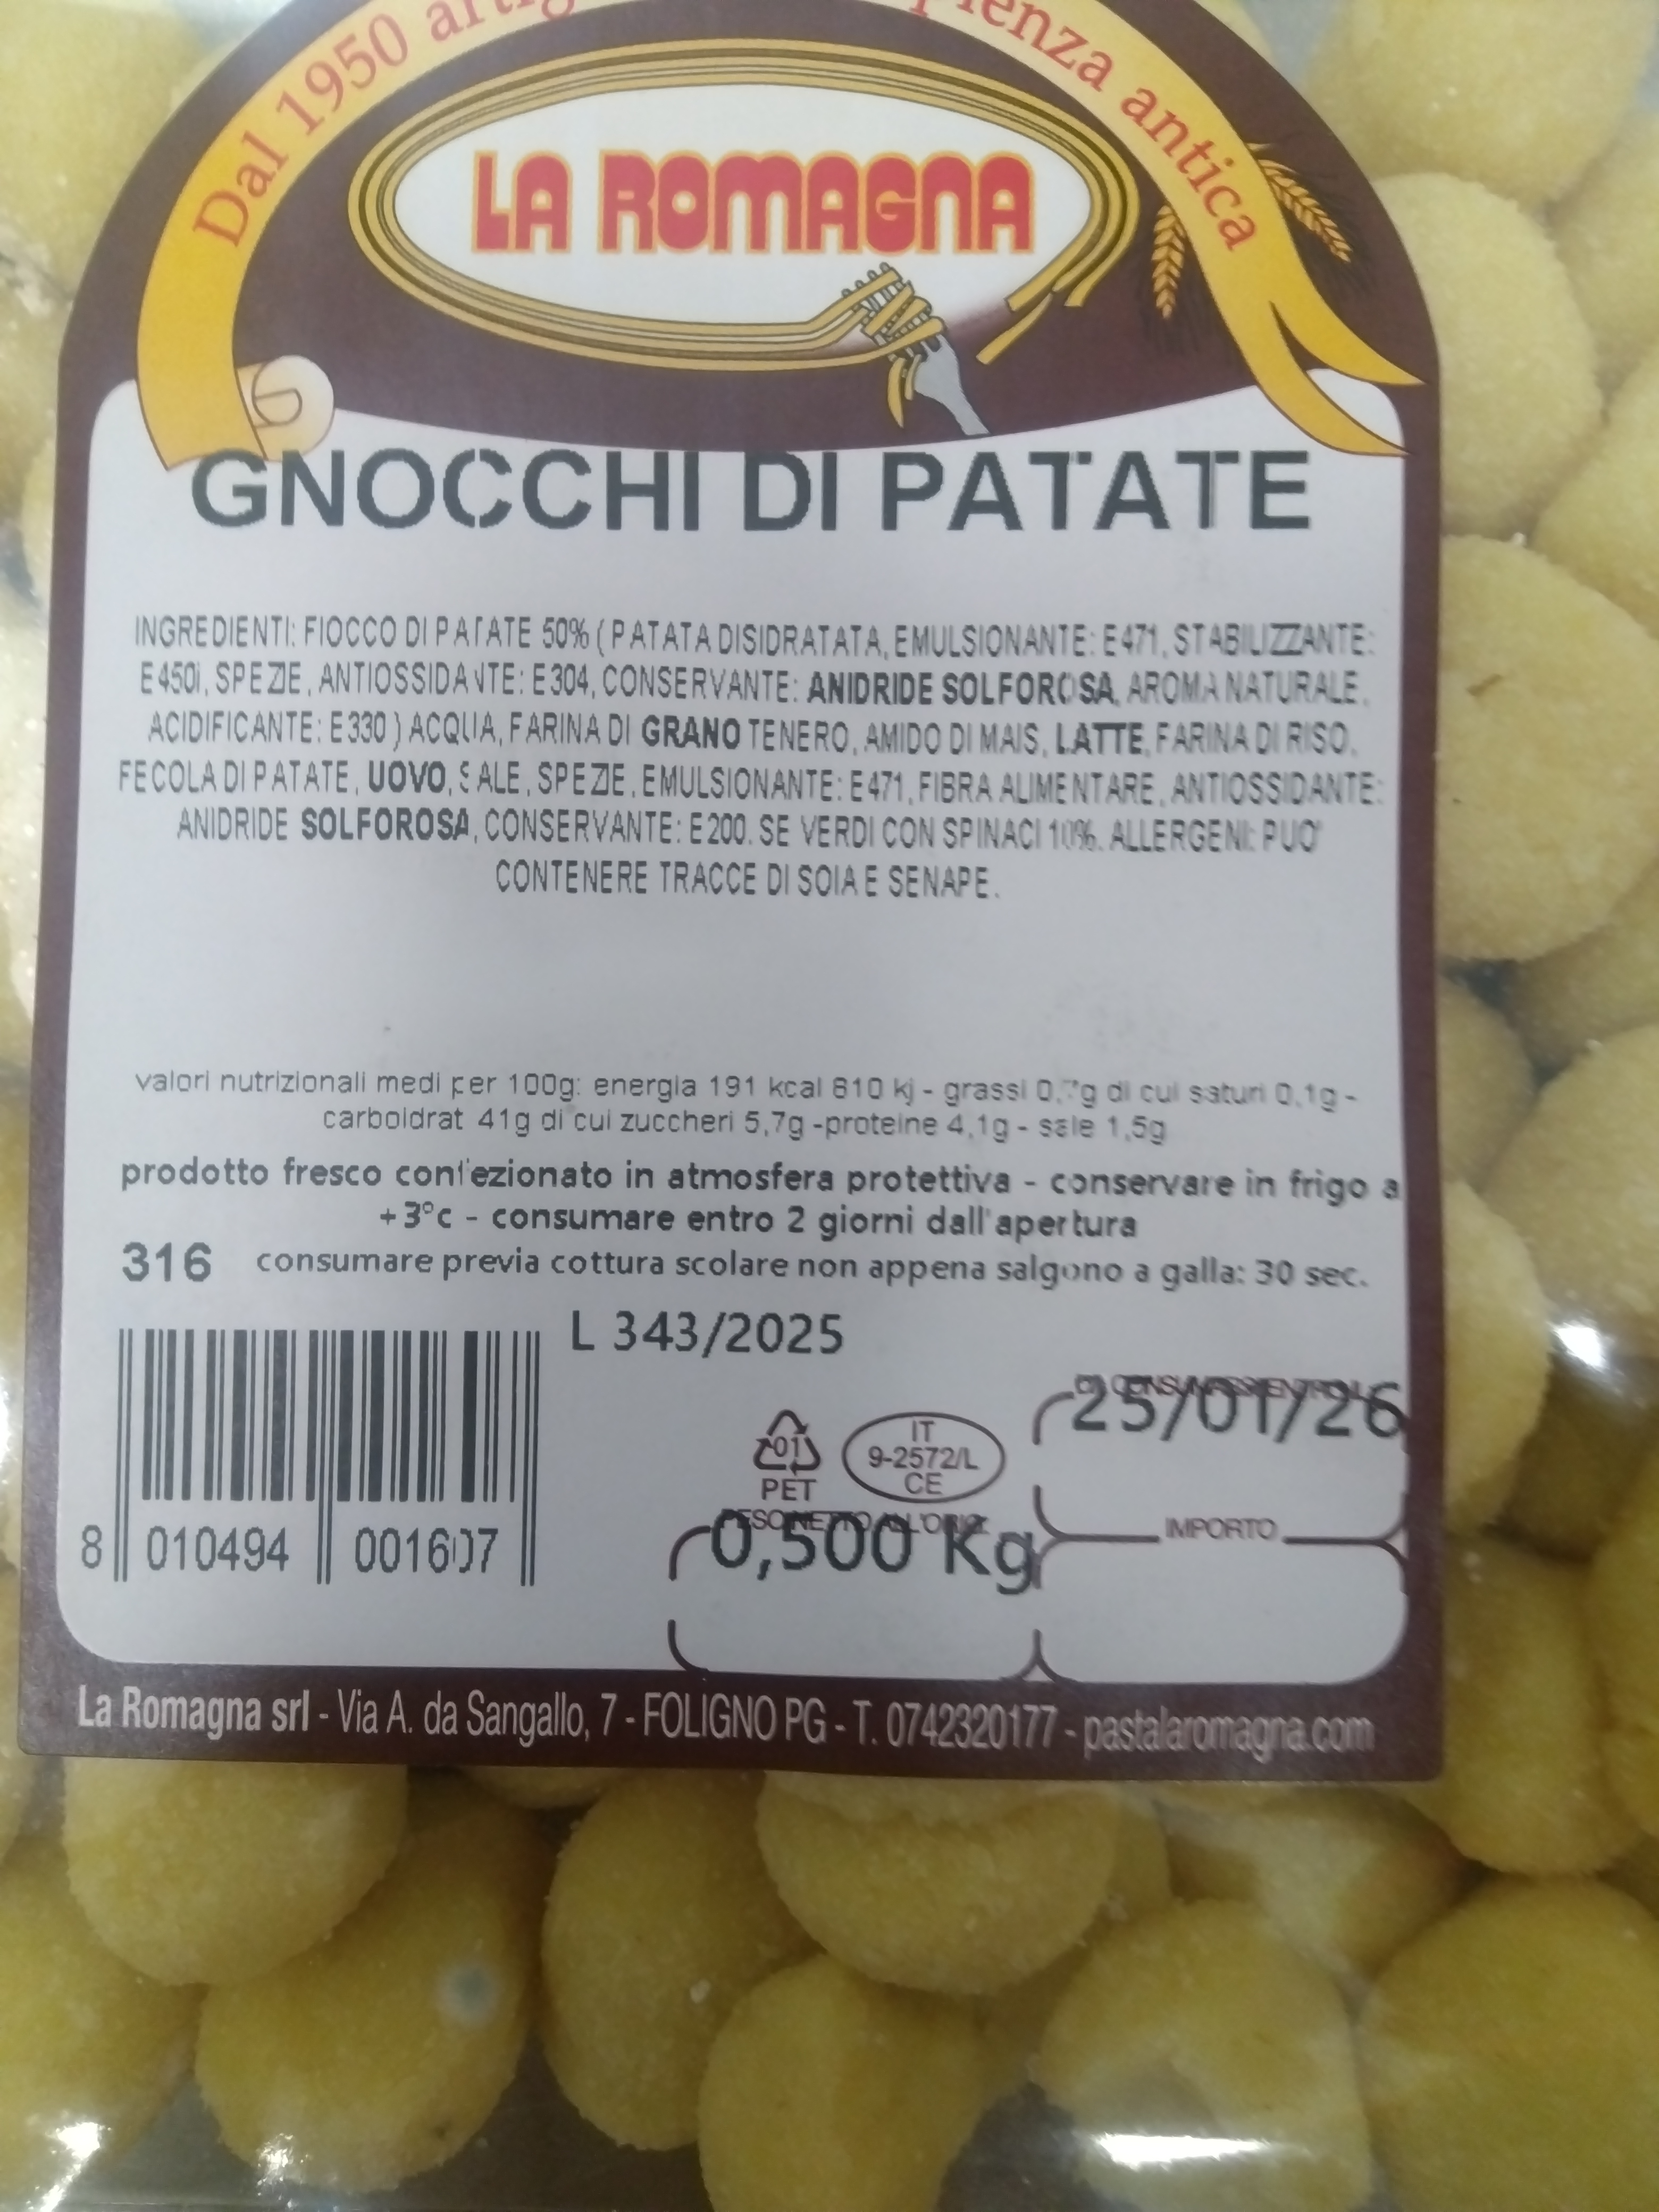 Dal 1950
antica
LA ROMAGNA
GNOCCHI DI PATATE
INGREDIENTI: FIOCCO DI PATATE 50% ( PATATA DISIDRATATA, EMULSIONANTE: E471, STABILIZZANTE:
E450i, SPEZIE, ANTIOSSIDANTE: E304, CONSERVANTE: ANIDRIDE SOLFOROSA, AROMA NATURALE,
ACIDIFICANTE: E330 ) ACQUA, FARINA DI GRANO TENERO, AMIDO DI MAIS, LATTE, FARINA DI RISO,
FECOLA DI PATATE, UOVO, SALE, SPEZIE, EMULSIONANTE: E471, FIBRA ALIMENTARE, ANTIOSSIDANTE:
ANIDRIDE SOLFOROSA, CONSERVANTE: E200. SE VERDI CON SPINACI 10%. ALLERGENI: PUO'
CONTENERE TRACCE DI SOIA E SENAPE.
valori nutrizionali medi per 100g: energia 191 kcal 810 kj - grassi di cui saturi 0,1g -
carboidrat 41g di cui zuccheri 5,7g -proteine 4,1g - sale 1,5g
prodotto fresco confezionato in atmosfera protettiva - conservare in frigo a
+3°c - consumare entro 2 giorni dall'apertura
316 consumare previa cottura scolare non appena salgono a galla: 30 sec.
L 343/2025
25/01/26
01
PET
IT
9-2572/L
CE
PESO NETTO ALL'ORIG.
0,500 Kg
IMPORTO
8 010494 001607
La Romagna srl - Via A. da Sangallo, 7 - FOLIGNO PG - T. 0742320177 - pastalaromagna.com